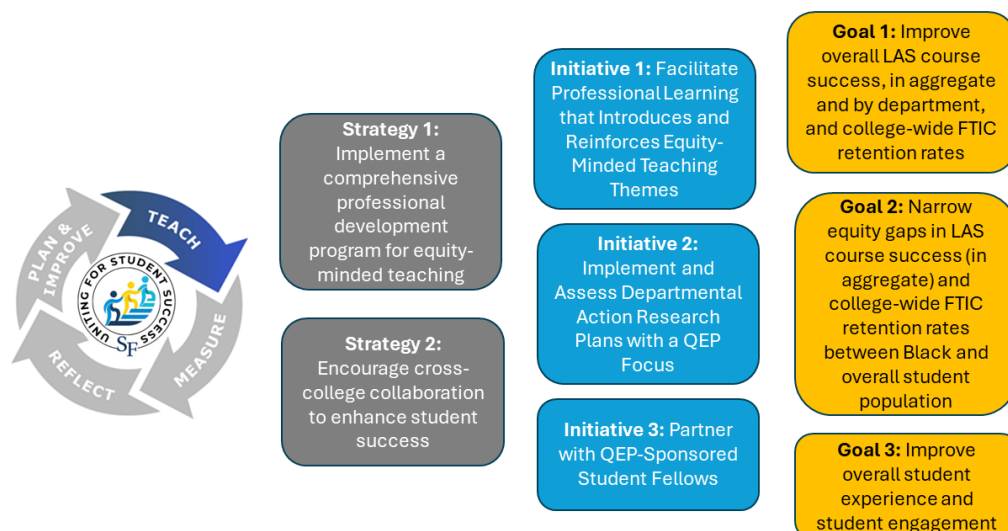 TEACH
MEASURE
REFLECT
PLAN &
IMPROVE
UNITING FOR STUDENT SUCCESS
SF
Strategy 1:
Implement a
comprehensive
professional
development
program for equity-
minded teaching
Strategy 2:
Encourage cross-
college collaboration
to enhance student
success
Initiative 1: Facilitate
Professional Learning
that Introduces and
Reinforces Equity-
Minded Teaching
Themes
Initiative 2:
Implement and
Assess Departmental
Action Research
Plans with a QEP
Focus
Initiative 3: Partner
with QEP-Sponsored
Student Fellows
Goal 1: Improve
overall LAS course
success, in aggregate
and by department,
and college-wide FTIC
retention rates
Goal 2: Narrow
equity gaps in LAS
course success (in
aggregate) and
college-wide FTIC
retention rates
between Black and
overall student
population
Goal 3: Improve
overall student
experience and
student engagement